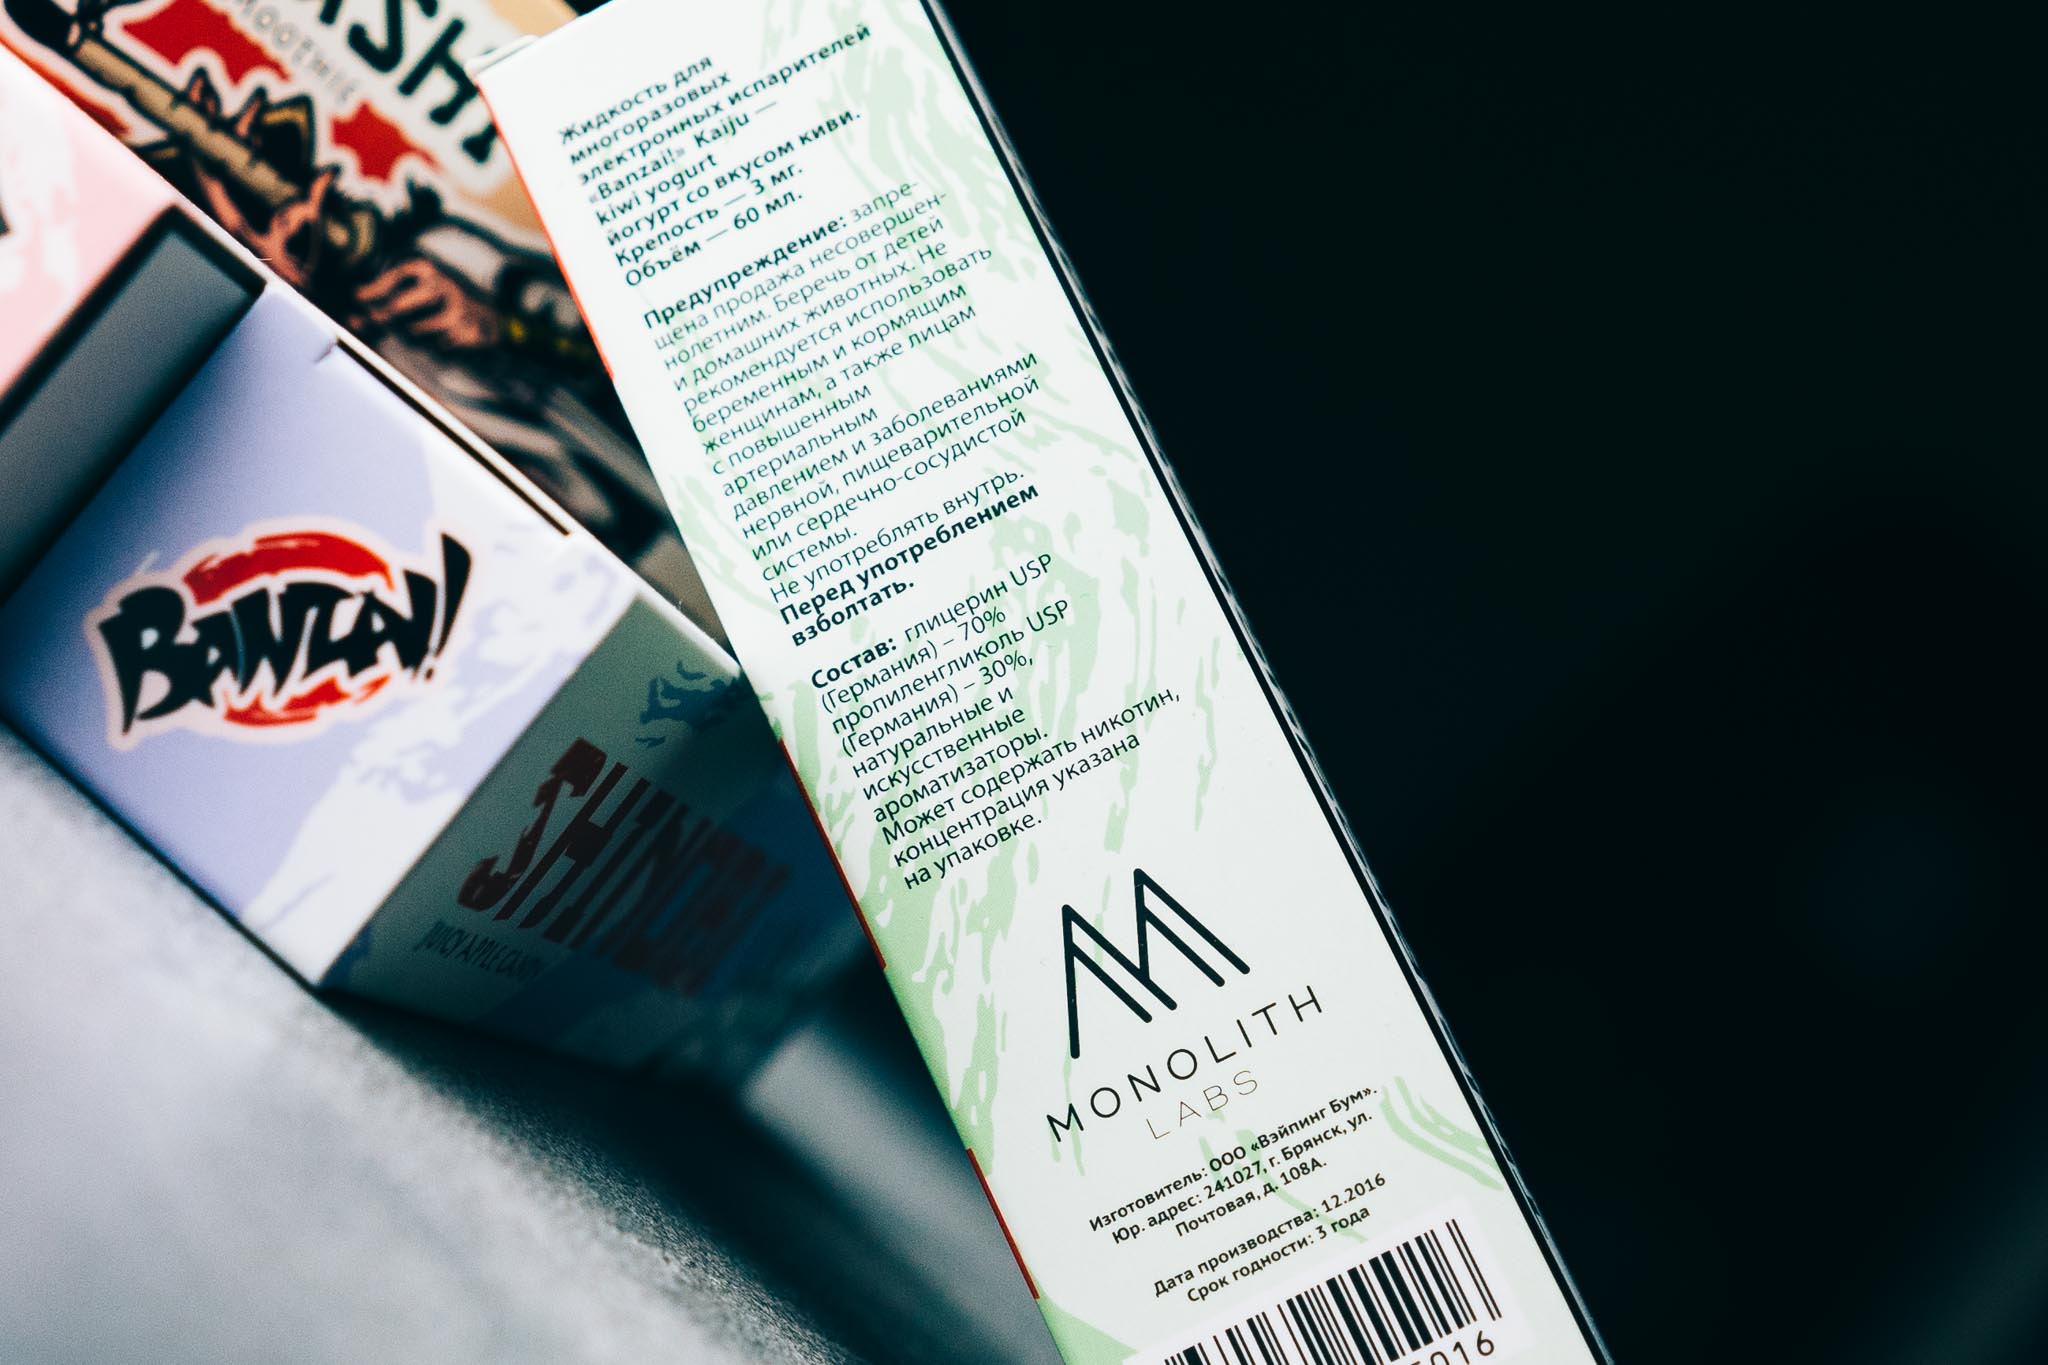 Жидкость для
многоразовых
электронных испарителей
«Banzai!» Kaiju —
kiwi yogurt
йогурт со вкусом киви.
Крепость — 3 мг.
Объём — 60 мл.
Предупреждение: запре-
щена продажа несовершен-
нолетним. Беречь от детей
и домашних животных. Не
рекомендуется использовать
беременным и кормящим
женщинам, а также лицам
с повышенным
артериальным
давлением и заболеваниями
нервной, пищеварительной
или сердечно-сосудистой
системы.
Не употреблять внутрь.
Перед употреблением
взболтать.
Состав: глицерин USP
(Германия) – 70%
пропиленгликоль USP
(Германия) – 30%,
натуральные и
искусственные
ароматизаторы.
Может содержать никотин,
концентрация указана
на упаковке.
MONOLITH
LABS
Изготовитель: ООО «Вэйпинг Бум».
Юр. адрес: 241027, г. Брянск, ул.
Почтовая, д. 108А.
Дата производства: 12.2016
Срок годности: 3 года
BANZAI!
JUICY APPLE CANDY